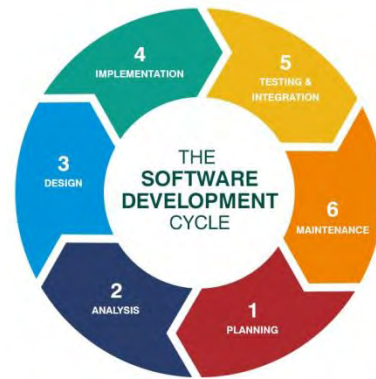 THE
SOFTWARE
DEVELOPMENT
CYCLE
1
PLANNING
2
ANALYSIS
3
DESIGN
4
IMPLEMENTATION
5
TESTING &
INTEGRATION
6
MAINTENANCE